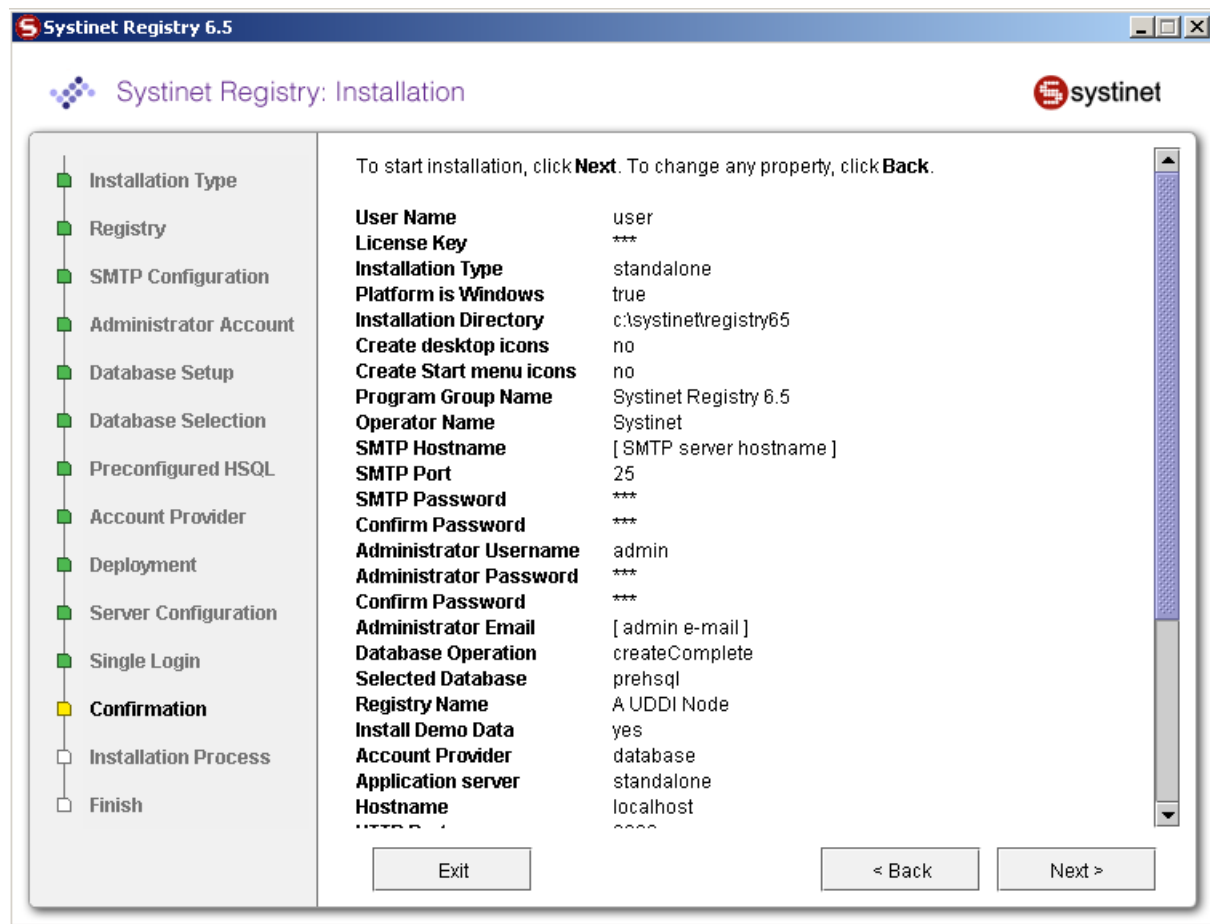 Systinet Registry 6.5
Systinet Registry: Installation
systinet
Installation Type
Registry
SMTP Configuration
Administrator Account
Database Setup
Database Selection
Preconfigured HSQL
Account Provider
Deployment
Server Configuration
Single Login
Confirmation
Installation Process
Finish
To start installation, click Next. To change any property, click Back.
User Name user
License Key ***
Installation Type standalone
Platform is Windows true
Installation Directory c:\systinet\registry65
Create desktop icons no
Create Start menu icons no
Program Group Name Systinet Registry 6.5
Operator Name Systinet
SMTP Hostname [ SMTP server hostname ]
SMTP Port 25
SMTP Password ***
Confirm Password ***
Administrator Username admin
Administrator Password ***
Confirm Password ***
Administrator Email [ admin e-mail ]
Database Operation createComplete
Selected Database prehsql
Registry Name A UDDI Node
Install Demo Data yes
Account Provider database
Application server standalone
Hostname localhost
Exit
< Back
Next >